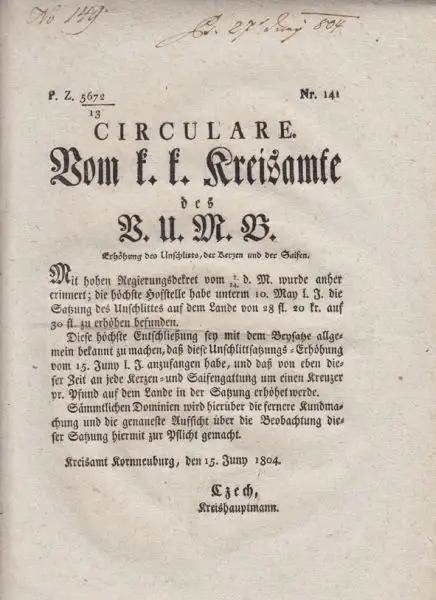 No 149
27t Juny 804
P. Z. 5672
13
Nr. 141
CIRCULARE.
Vom k. k. Kreisamte
des
V. U. M. B.
Erhöhung des Unschlitts, der Kerzen und der Saifen.
Mit hohen Regierungsdekret vom 1/14. d. M. wurde anher
erinnert; die höchste Hofstelle habe unterm 10. May l. J. die
Satzung des Unschlittes auf dem Lande von 28 fl. 20 kr. auf
30 fl. zu erhöhen befunden.
Diese höchste Entschließung sey mit dem Beysatze allge-
mein bekannt zu machen, daß diese Unschlittsatzungs-Erhöhung
vom 15. Juny l. J. anzufangen habe, und daß von eben die-
ser Zeit an jede Kerzen- und Saifengattung um einen Kreuzer
pr. Pfund auf dem Lande in der Satzung erhöhet werde.
Sämmtlichen Dominien wird hierüber die fernere Kundma-
chung und die genaueste Aufsicht über die Beobachtung die-
ser Satzung hiermit zur Pflicht gemacht.
Kreisamt Kornneuburg, den 15. Juny 1804.
Czech,
Kreishauptmann.